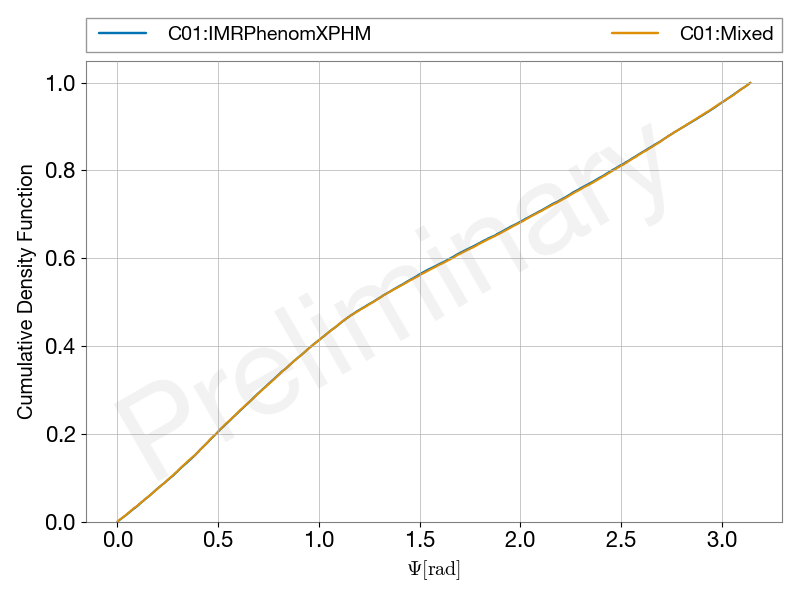 C01:IMRPhenomXPHM C01:Mixed
1.0
0.8
0.6
0.4
0.2
0.0
Cumulative Density Function
Preliminary
0.0 0.5 1.0 1.5 2.0 2.5 3.0
Ψ[rad]